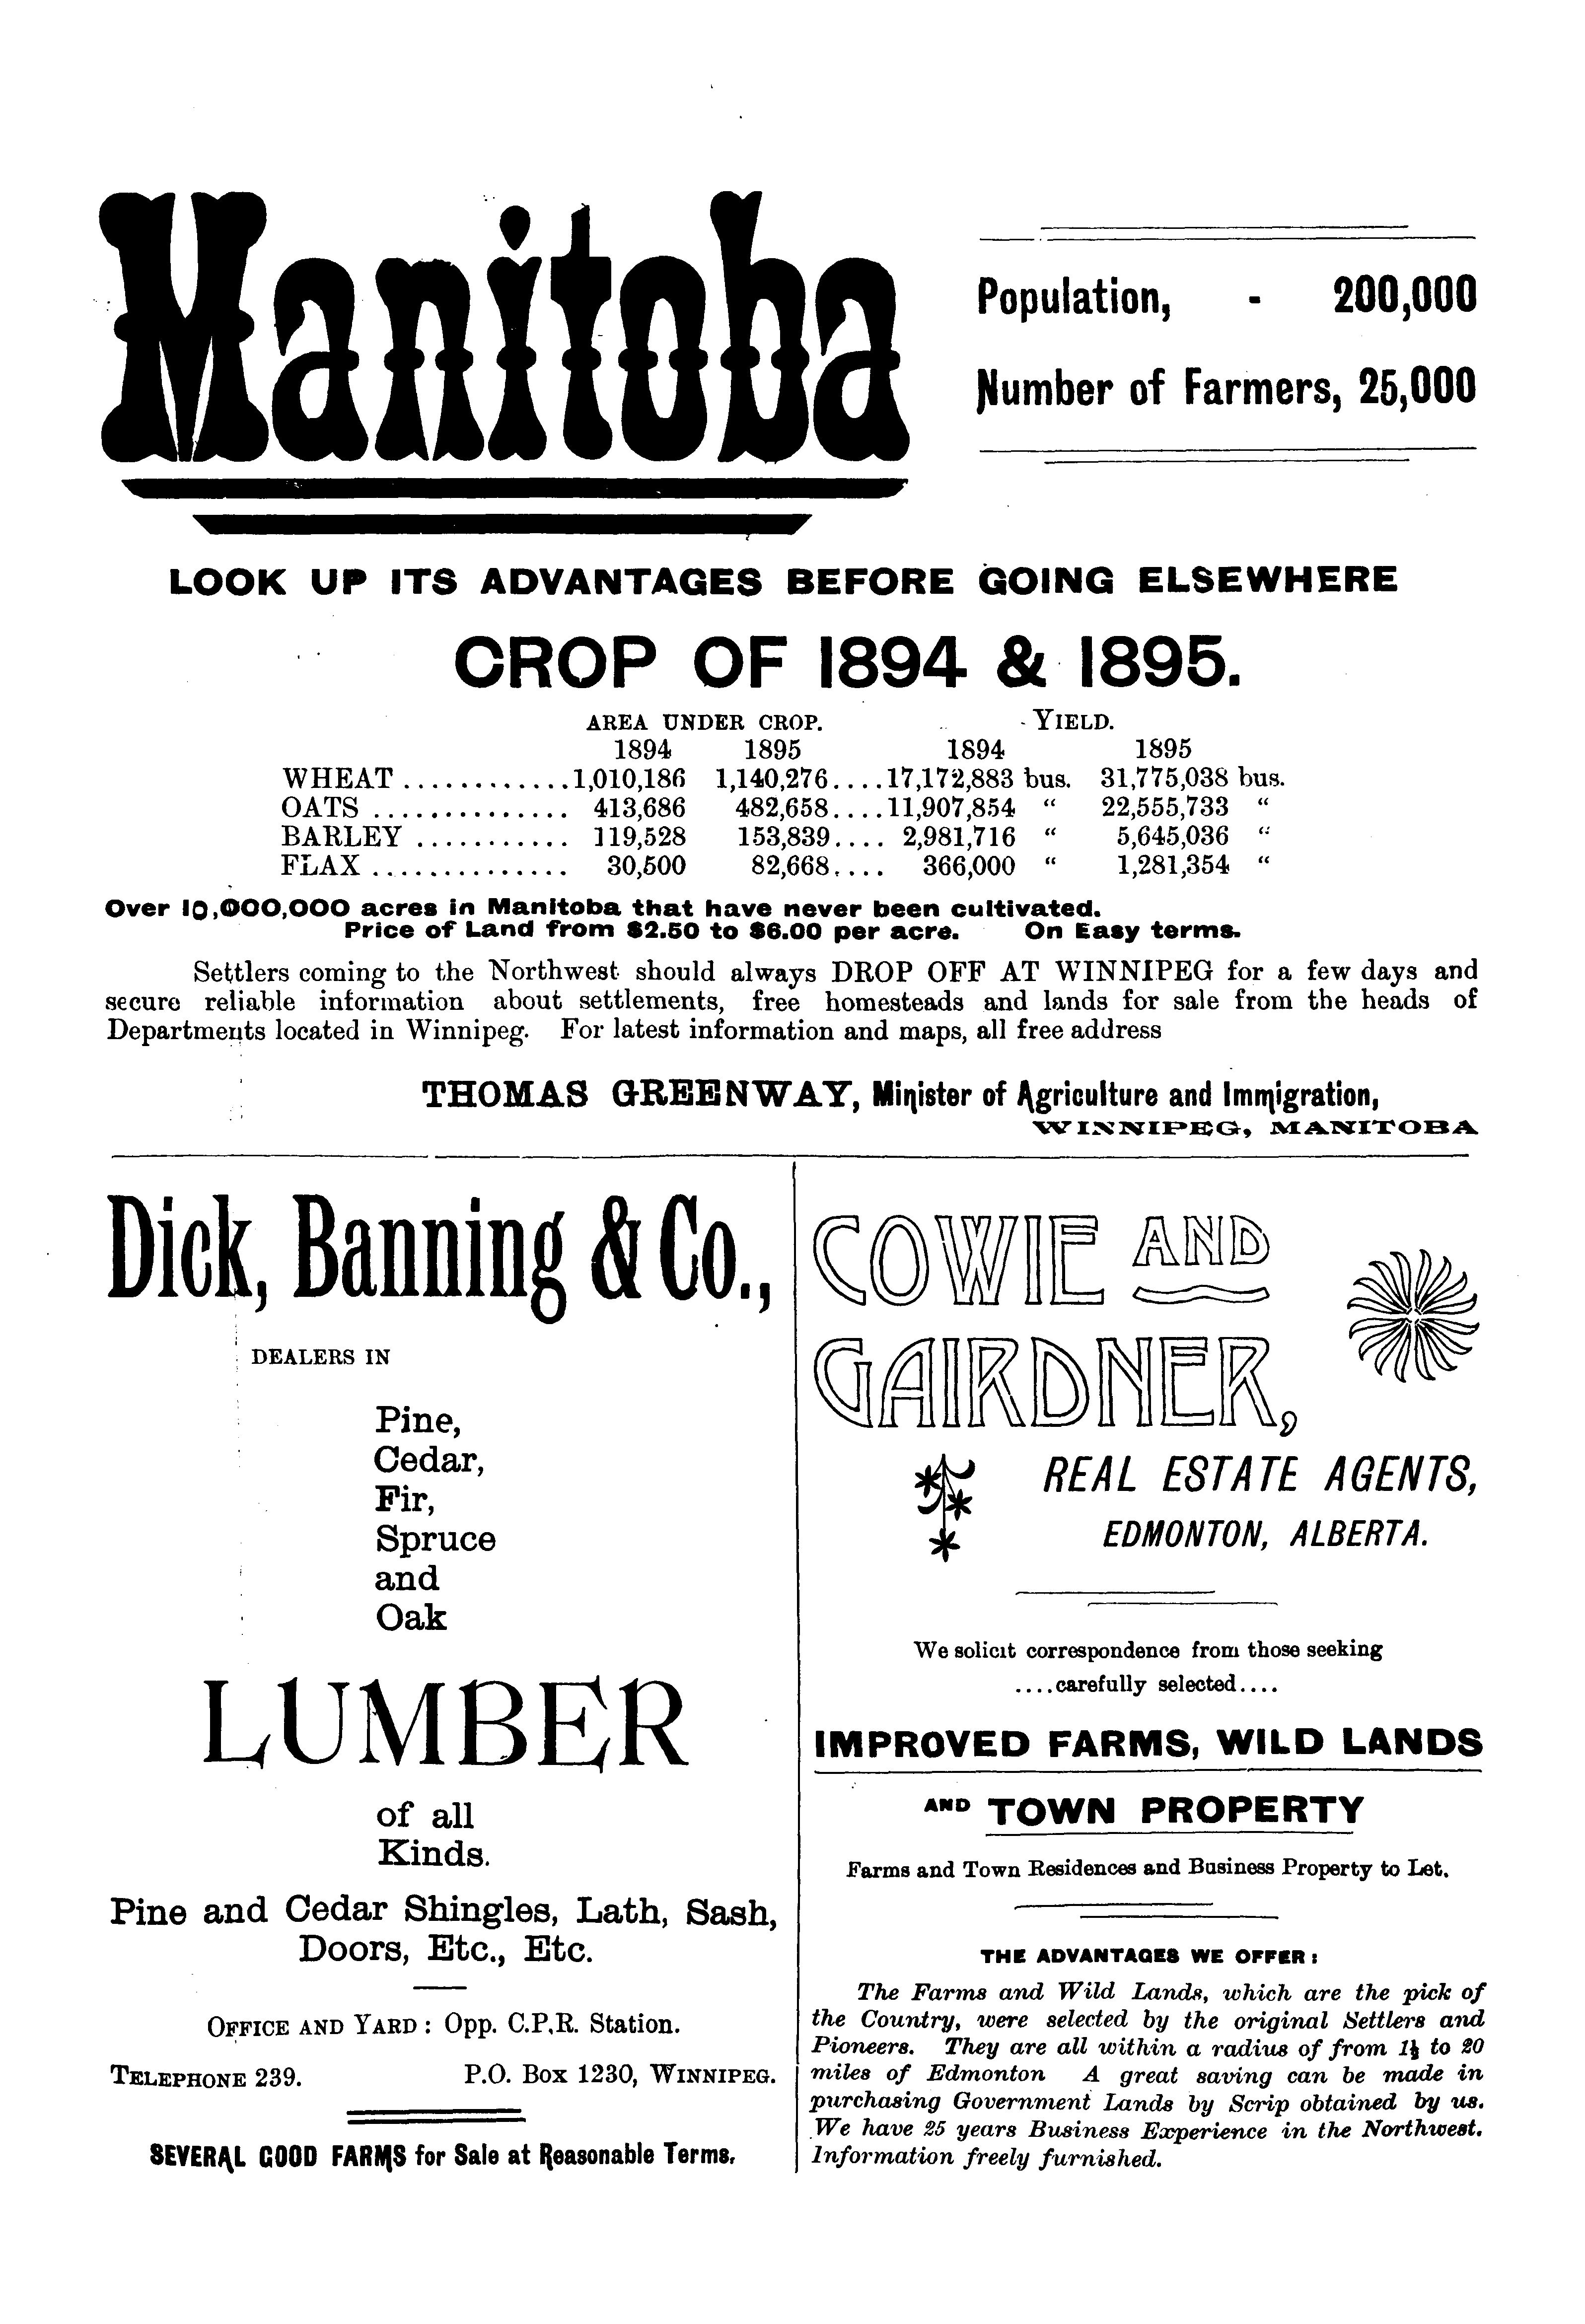 Manitoba
Population, - 200,000
Number of Farmers, 25,000
LOOK UP ITS ADVANTAGES BEFORE GOING ELSEWHERE
CROP OF 1894 & 1895.
AREA UNDER CROP. YIELD.
1894 1895 1894 1895
WHEAT ............1,010,186 1,140,276....17,172,883 bus. 31,775,038 bus.
OATS .............. 413,686 482,658....11,907,854 " 22,555,733 "
BARLEY ........... 119,528 153,839.... 2,981,716 " 5,645,036 "
FLAX .............. 30,500 82,668.... 366,000 " 1,281,354 "
Over 10,000,000 acres in Manitoba that have never been cultivated.
Price of Land from $2.50 to $6.00 per acre. On Easy terms.
Settlers coming to the Northwest should always DROP OFF AT WINNIPEG for a few days and
secure reliable information about settlements, free homesteads and lands for sale from the heads of
Departments located in Winnipeg. For latest information and maps, all free address
THOMAS GREENWAY, Minister of Agriculture and Immigration,
WINNIPEG, MANITOBA
Dick, Banning & Co.,
DEALERS IN
Pine,
Cedar,
Fir,
Spruce
and
Oak
LUMBER
of all
Kinds.
Pine and Cedar Shingles, Lath, Sash,
Doors, Etc., Etc.
OFFICE AND YARD: Opp. C.P.R. Station.
TELEPHONE 239. P.O. Box 1230, WINNIPEG.
SEVERAL GOOD FARMS for Sale at Reasonable Terms.
COWIE AND
GAIRDNER,
REAL ESTATE AGENTS,
EDMONTON, ALBERTA.
We solicit correspondence from those seeking
....carefully selected....
IMPROVED FARMS, WILD LANDS
AND TOWN PROPERTY
Farms and Town Residences and Business Property to Let.
THE ADVANTAGES WE OFFER:
The Farms and Wild Lands, which are the pick of
the Country, were selected by the original Settlers and
Pioneers. They are all within a radius of from 1½ to 20
miles of Edmonton A great saving can be made in
purchasing Government Lands by Scrip obtained by us.
We have 25 years Business Experience in the Northwest.
Information freely furnished.